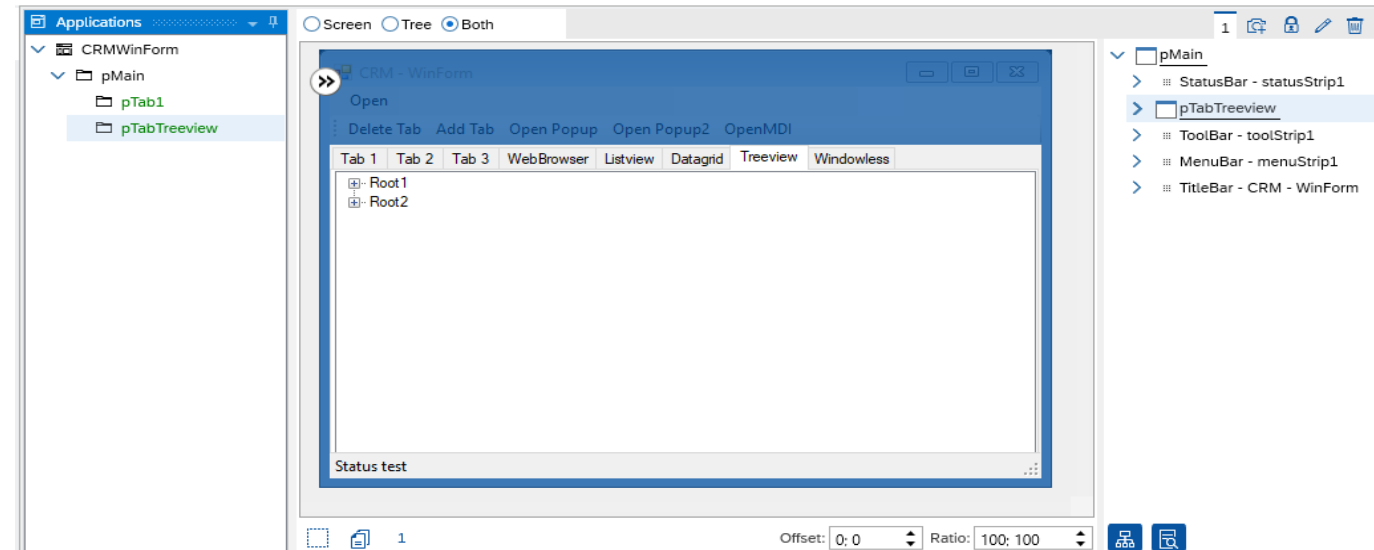 Applications
CRMWinForm
pMain
pTab1
pTabTreeview
Screen Tree Both
CRM - WinForm
Open
Delete Tab Add Tab Open Popup Open Popup2 OpenMDI
Tab 1 Tab 2 Tab 3 WebBrowser Listview Datagrid Treeview Windowless
Root1
Root2
Status test
1 Offset: 0; 0 Ratio: 100; 100
1
pMain
StatusBar - statusStrip1
pTabTreeview
ToolBar - toolStrip1
MenuBar - menuStrip1
TitleBar - CRM - WinForm